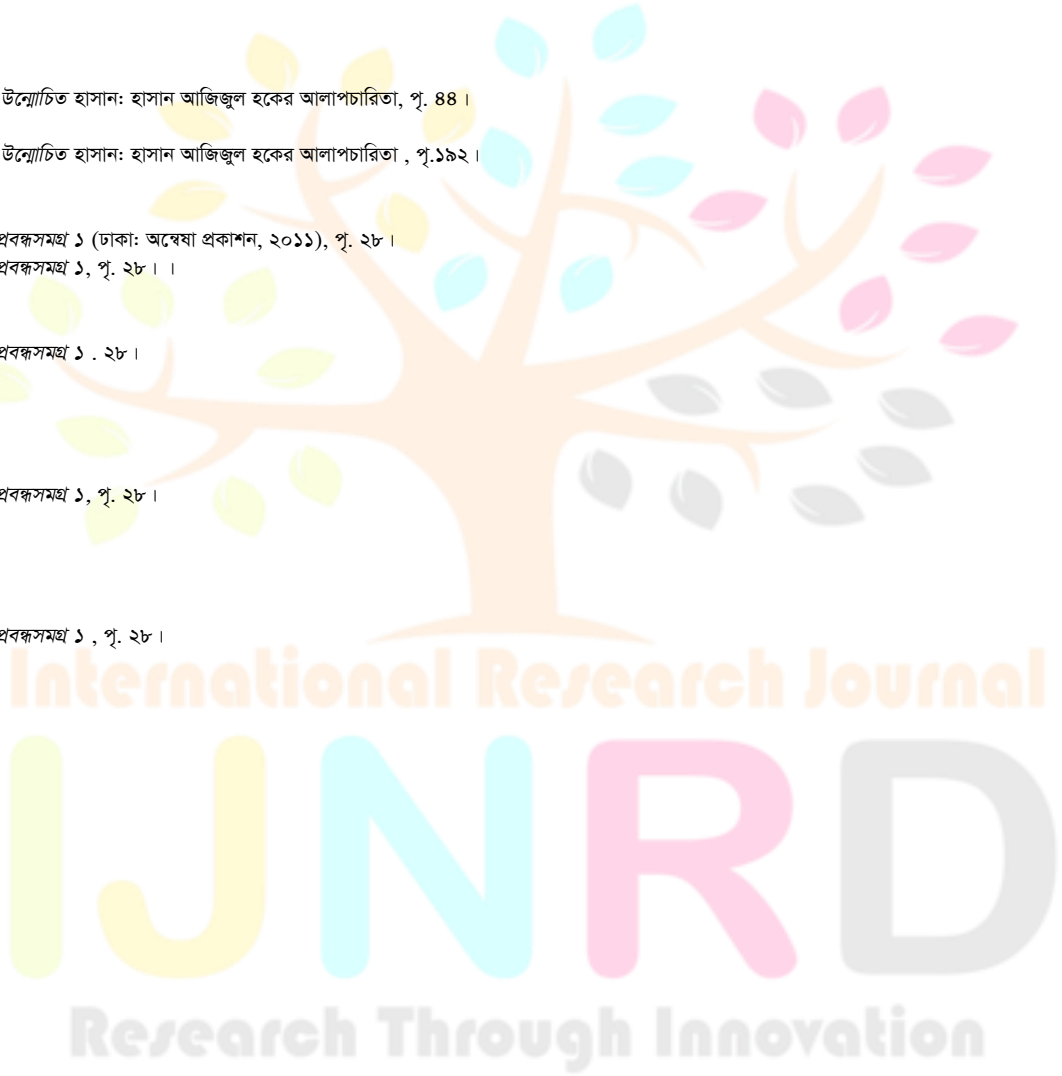 উন্মোচিত হাসান: হাসান আজিজুল হকের আলাপচারিতা, পৃ. ৪৪।
উন্মোচিত হাসান: হাসান আজিজুল হকের আলাপচারিতা , পৃ.১৯২।
প্রবন্ধসমগ্র ১ (ঢাকা: অন্বেষা প্রকাশন, ২০১১), পৃ. ২৮।
প্রবন্ধসমগ্র ১, পৃ. ২৮। ।
প্রবন্ধসমগ্র ১ . ২৮।
প্রবন্ধসমগ্র ১, পৃ. ২৮।
প্রবন্ধসমগ্র ১ , পৃ. ২৮।
International Research Journal
IJNRD
Research Through Innovation